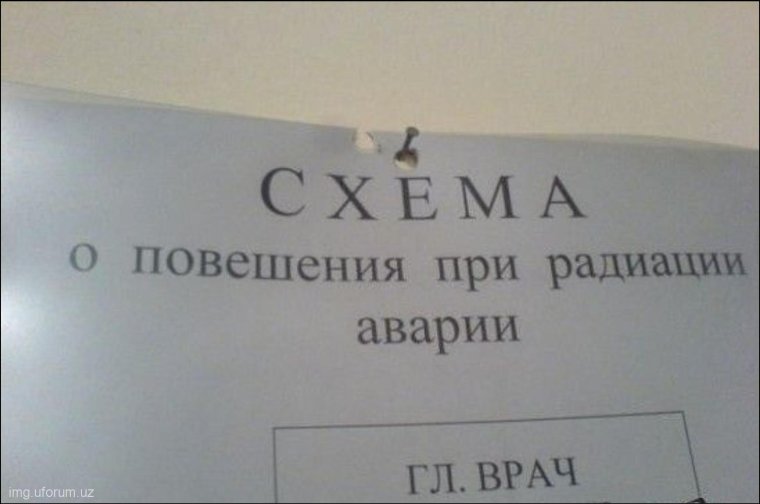 СХЕМА
о повешения при радиации
аварии
ГЛ. ВРАЧ
img.uforum.uz